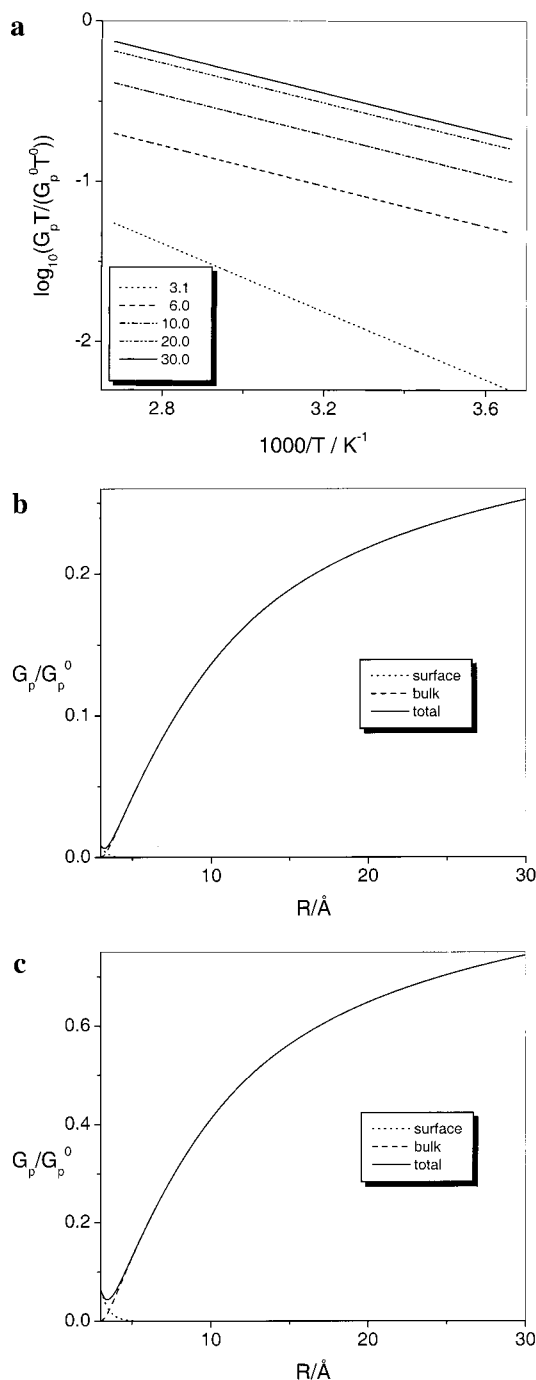 a
0
-1
-2
log₁₀(GₚT/(Gₚ⁰T⁰))
3.1
6.0
10.0
20.0
30.0
2.8 3.2 3.6
1000/T / K⁻¹
b
0.2
0.1
0.0
Gₚ/Gₚ⁰
surface
bulk
total
10 20 30
R/Å
c
0.6
0.4
0.2
0.0
Gₚ/Gₚ⁰
surface
bulk
total
10 20 30
R/Å